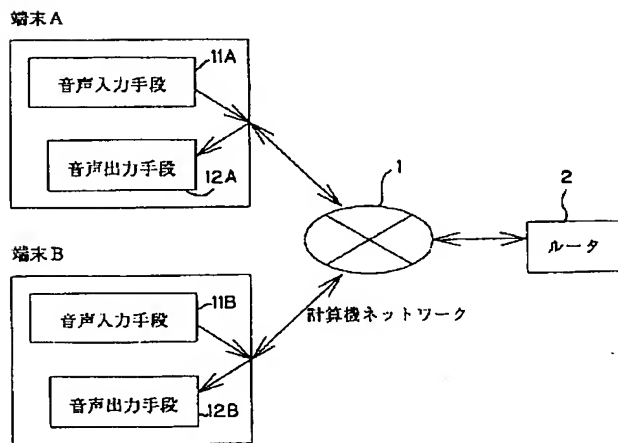 端末A
11A
音声入力手段
音声出力手段
12A
1
2
ルータ
端末B
11B
音声入力手段
計算機ネットワーク
音声出力手段
12B